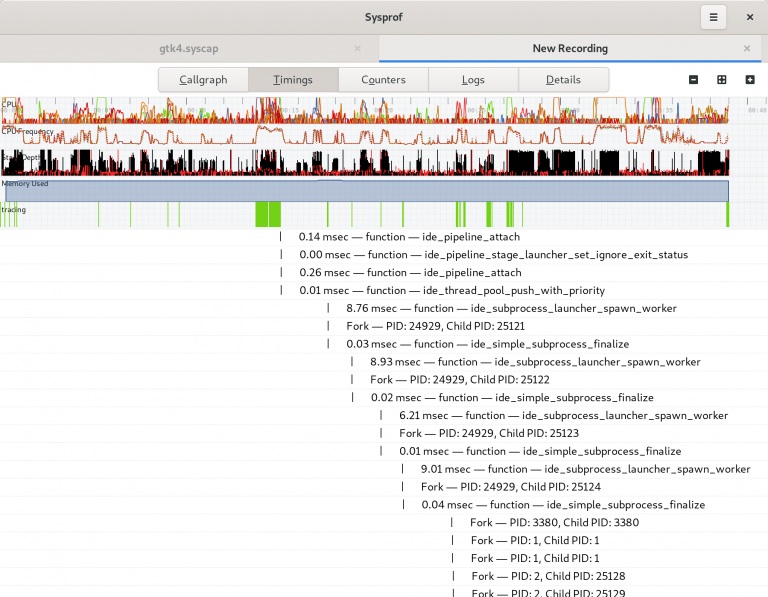 Sysprof
gtk4.syscap
New Recording
Callgraph
Timings
Counters
Logs
Details
CPU
00:15
00:35
00:40
CPU Frequency
Stack Depth
Memory Used
tracing
0.14 msec — function — ide_pipeline_attach
0.00 msec — function — ide_pipeline_stage_launcher_set_ignore_exit_status
0.26 msec — function — ide_pipeline_attach
0.01 msec — function — ide_thread_pool_push_with_priority
8.76 msec — function — ide_subprocess_launcher_spawn_worker
Fork — PID: 24929, Child PID: 25121
0.03 msec — function — ide_simple_subprocess_finalize
8.93 msec — function — ide_subprocess_launcher_spawn_worker
Fork — PID: 24929, Child PID: 25122
0.02 msec — function — ide_simple_subprocess_finalize
6.21 msec — function — ide_subprocess_launcher_spawn_worker
Fork — PID: 24929, Child PID: 25123
0.01 msec — function — ide_simple_subprocess_finalize
9.01 msec — function — ide_subprocess_launcher_spawn_worker
Fork — PID: 24929, Child PID: 25124
0.04 msec — function — ide_simple_subprocess_finalize
Fork — PID: 3380, Child PID: 3380
Fork — PID: 1, Child PID: 1
Fork — PID: 1, Child PID: 1
Fork — PID: 2, Child PID: 25128
Fork — PID: 2, Child PID: 25129